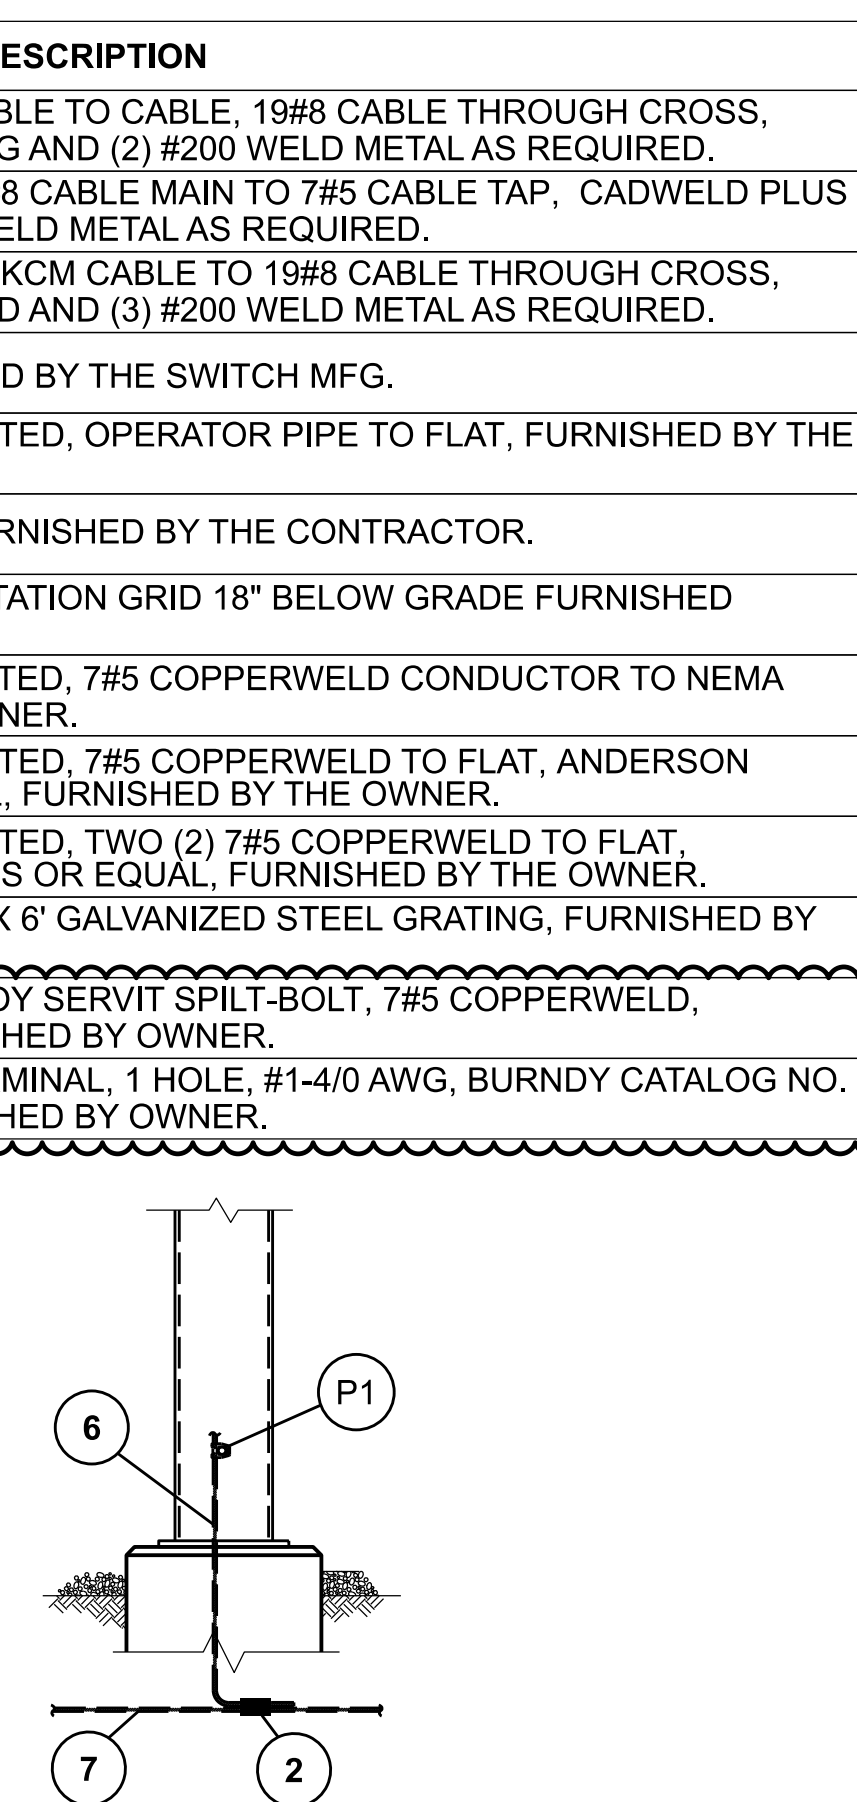 ESCRIPTION
BLE TO CABLE, 19#8 CABLE THROUGH CROSS,
G AND (2) #200 WELD METAL AS REQUIRED.
8 CABLE MAIN TO 7#5 CABLE TAP, CADWELD PLUS
ELD METAL AS REQUIRED.
KCM CABLE TO 19#8 CABLE THROUGH CROSS,
D AND (3) #200 WELD METAL AS REQUIRED.
D BY THE SWITCH MFG.
TED, OPERATOR PIPE TO FLAT, FURNISHED BY THE
RNISHED BY THE CONTRACTOR.
TATION GRID 18" BELOW GRADE FURNISHED
TED, 7#5 COPPERWELD CONDUCTOR TO NEMA
NER.
TED, 7#5 COPPERWELD TO FLAT, ANDERSON
L, FURNISHED BY THE OWNER.
TED, TWO (2) 7#5 COPPERWELD TO FLAT,
S OR EQUAL, FURNISHED BY THE OWNER.
X 6' GALVANIZED STEEL GRATING, FURNISHED BY
DY SERVIT SPILT-BOLT, 7#5 COPPERWELD,
SHED BY OWNER.
MINAL, 1 HOLE, #1-4/0 AWG, BURNDY CATALOG NO.
HED BY OWNER.
P1
6
7
2